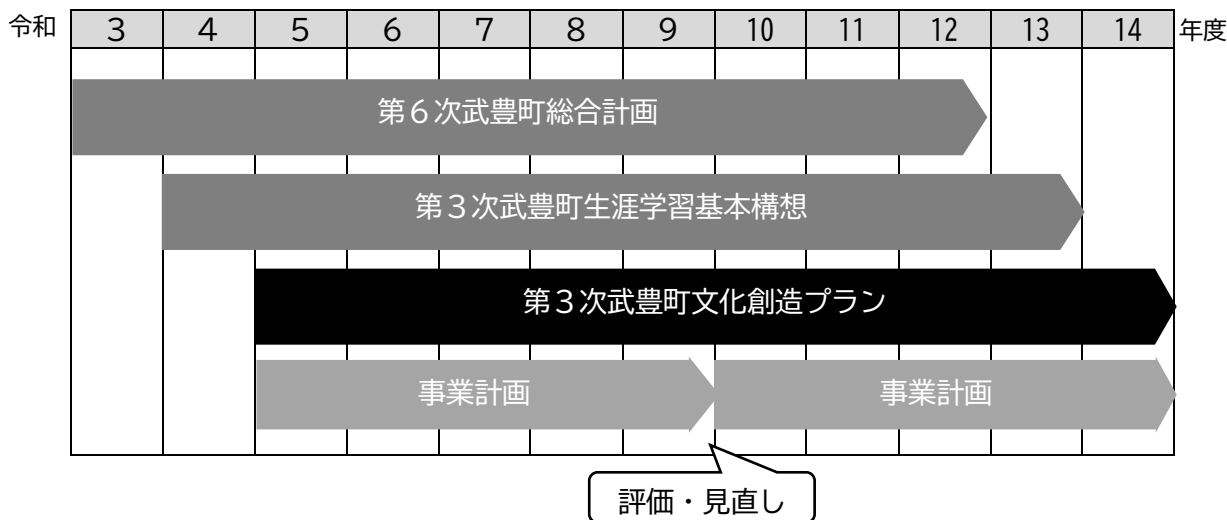 令和 3 4 5 6 7 8 9 10 11 12 13 14 年度
第6次武豊町総合計画
第3次武豊町生涯学習基本構想
第3次武豊町文化創造プラン
事業計画 事業計画
評価・見直し